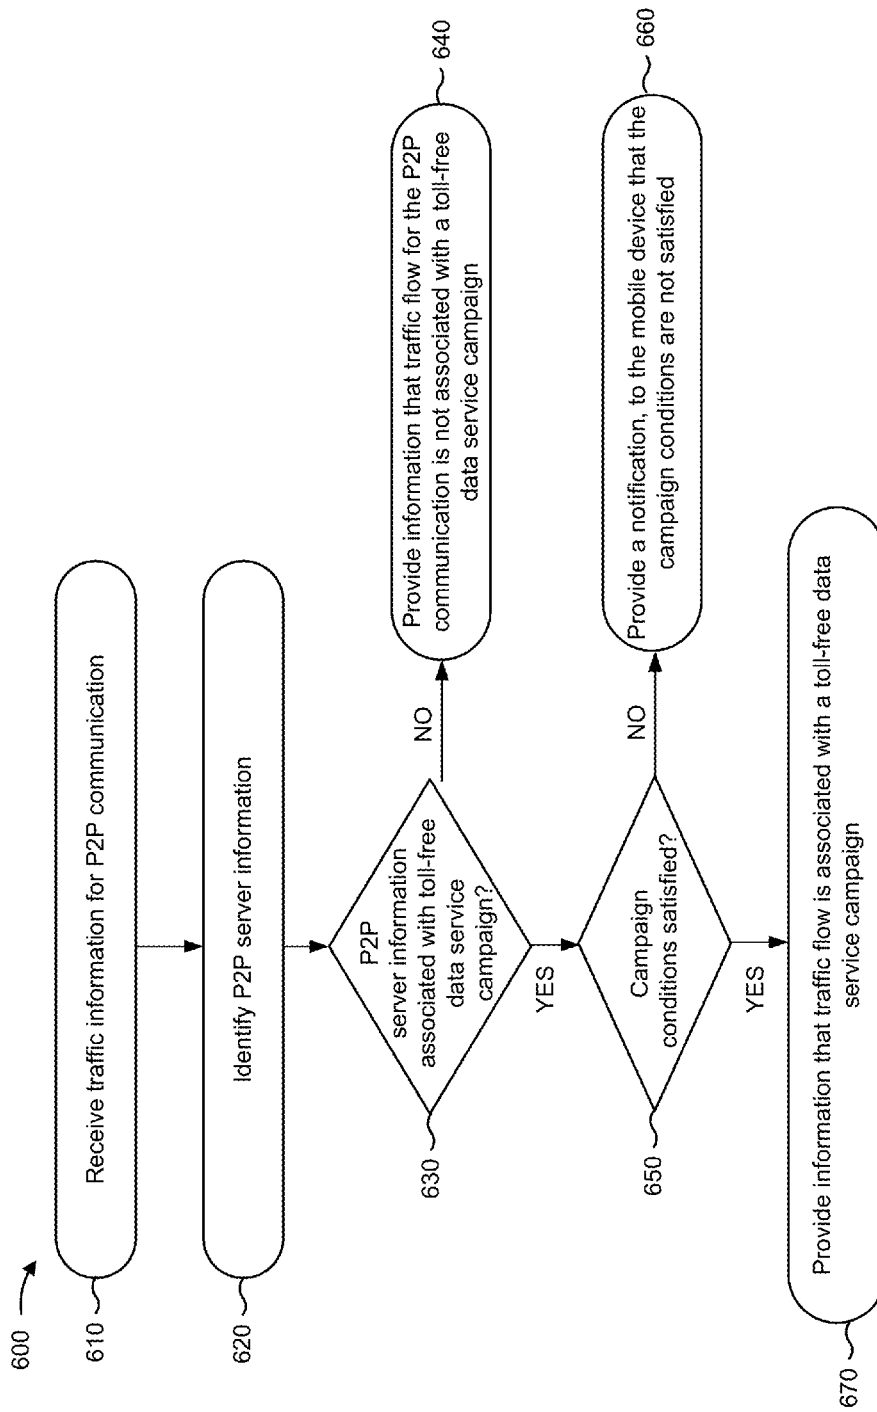 600
610
Receive traffic information for P2P communication
620
Identify P2P server information
630
P2P
server information
associated with toll-free
data service
campaign?
NO
Provide information that traffic flow for the P2P
communication is not associated with a toll-free
data service campaign
640
YES
650
Campaign
conditions satisfied?
NO
Provide a notification, to the mobile device that the
campaign conditions are not satisfied
660
YES
670
Provide information that traffic flow is associated with a toll-free data
service campaign